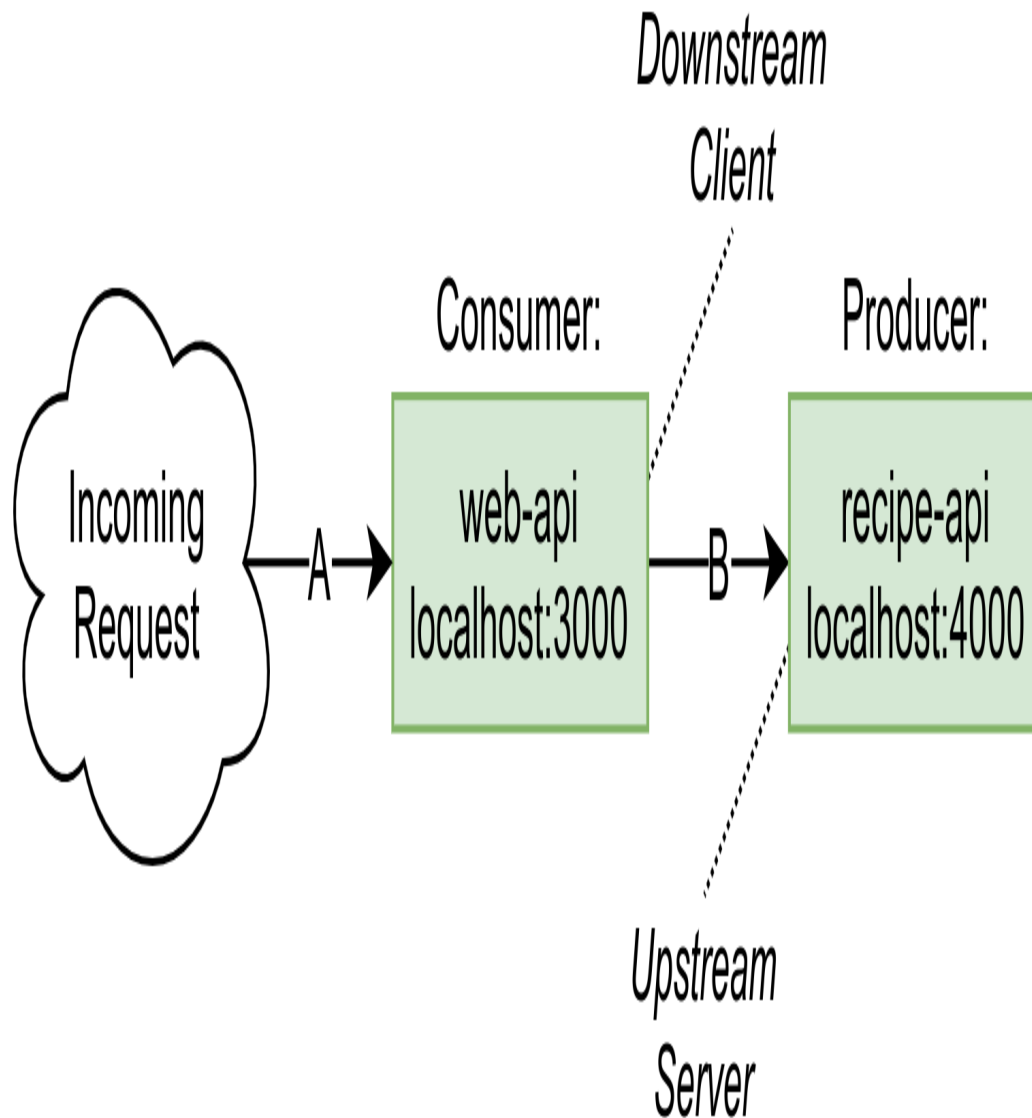 Downstream
Client
Consumer:
Producer:
Incoming
Request
A
web-api
localhost:3000
B
recipe-api
localhost:4000
Upstream
Server